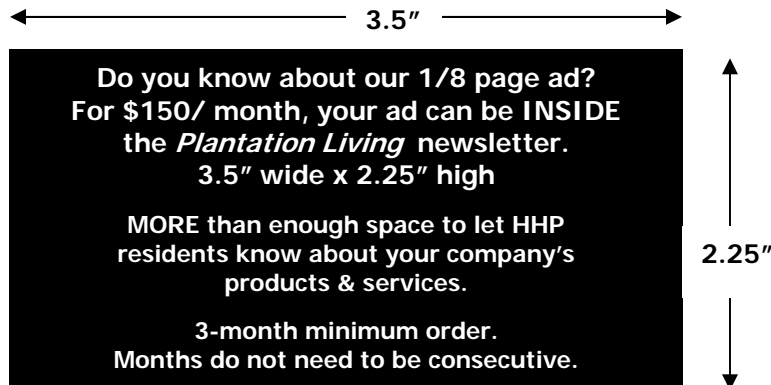 3.5”
Do you know about our 1/8 page ad?
For $150/ month, your ad can be INSIDE
the Plantation Living newsletter.
3.5” wide x 2.25” high
MORE than enough space to let HHP
residents know about your company’s
products & services.
2.25”
3-month minimum order.
Months do not need to be consecutive.